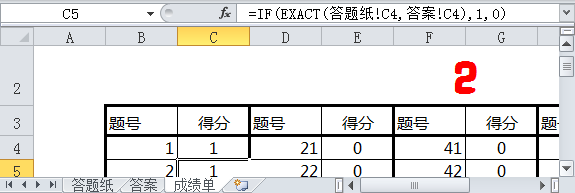 C5 fx =IF(EXACT(答题纸!C4,答案!C4),1,0)
A B C D E F G
2 2
3 题号 得分 题号 得分 题号 得分
4 1 1 21 0 41 0
5 2 1 22 0 42 0
答题纸 答案 成绩单